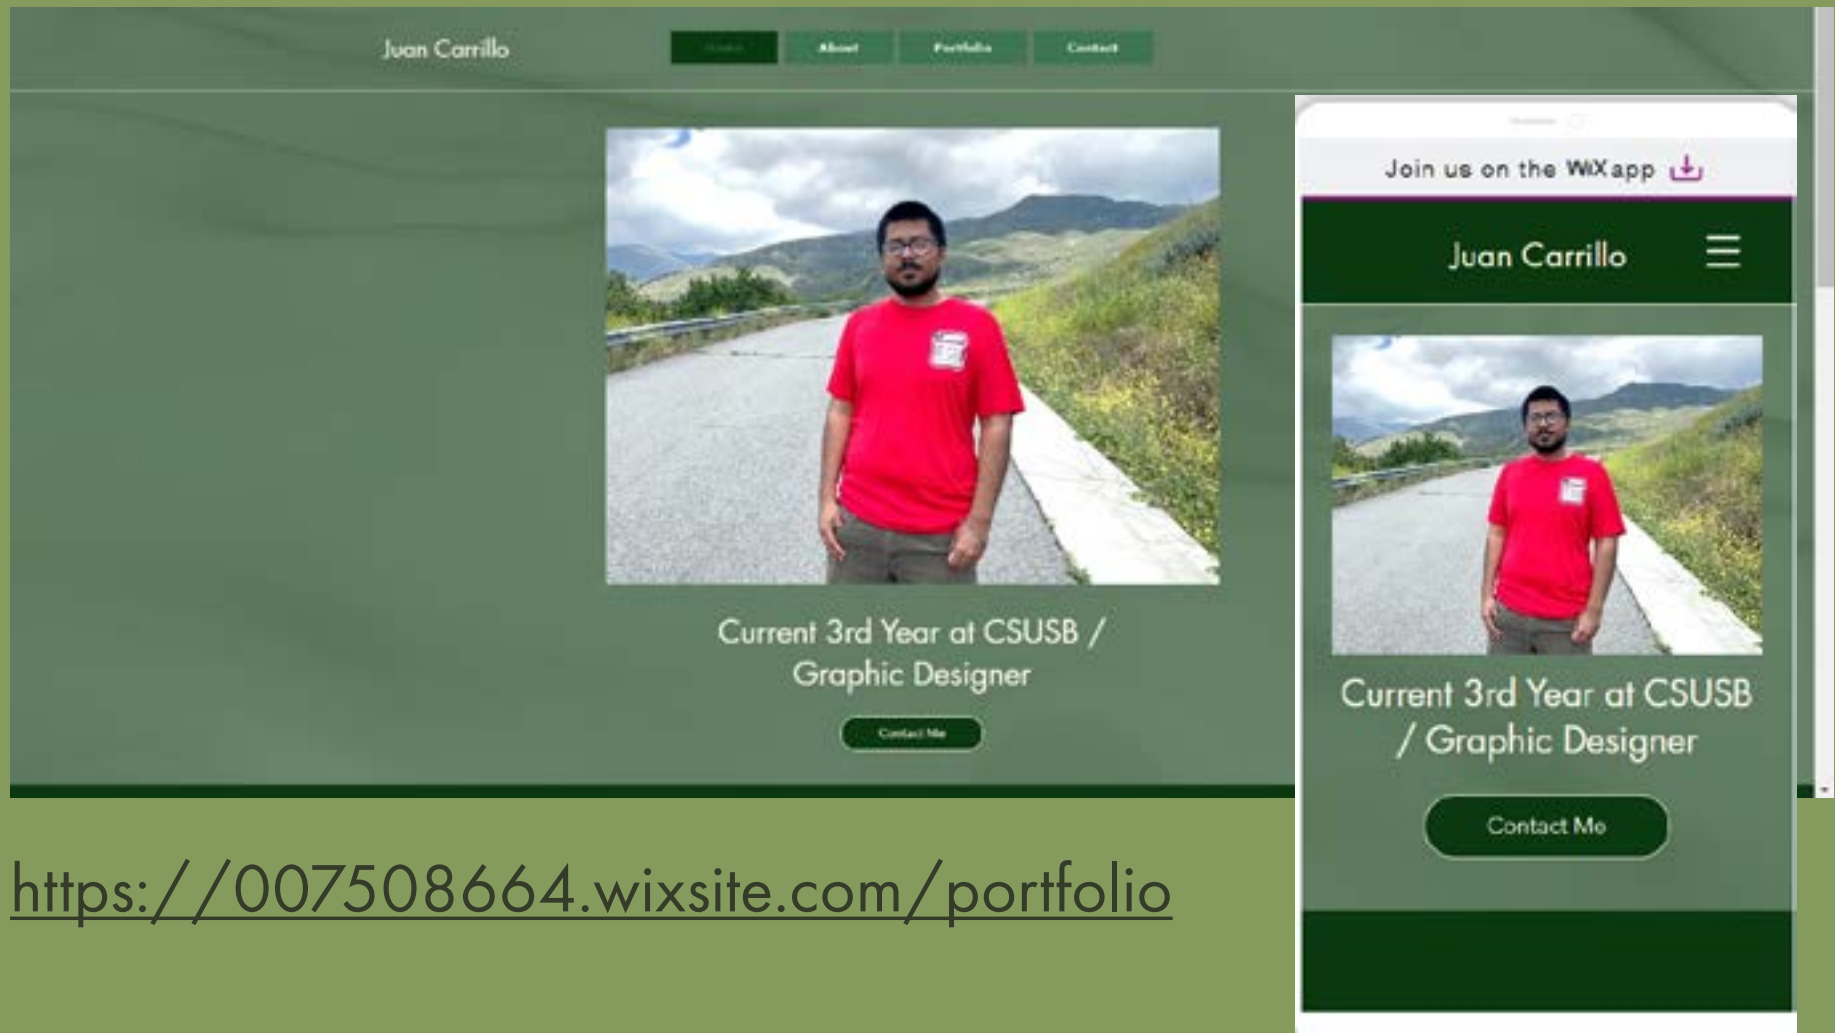 Juan Carrillo
About Portfolio Contact
Current 3rd Year at CSUSB /
Graphic Designer
Contact Me
Join us on the WiX app
Juan Carrillo
Current 3rd Year at CSUSB
/ Graphic Designer
Contact Me
https://007508664.wixsite.com/portfolio